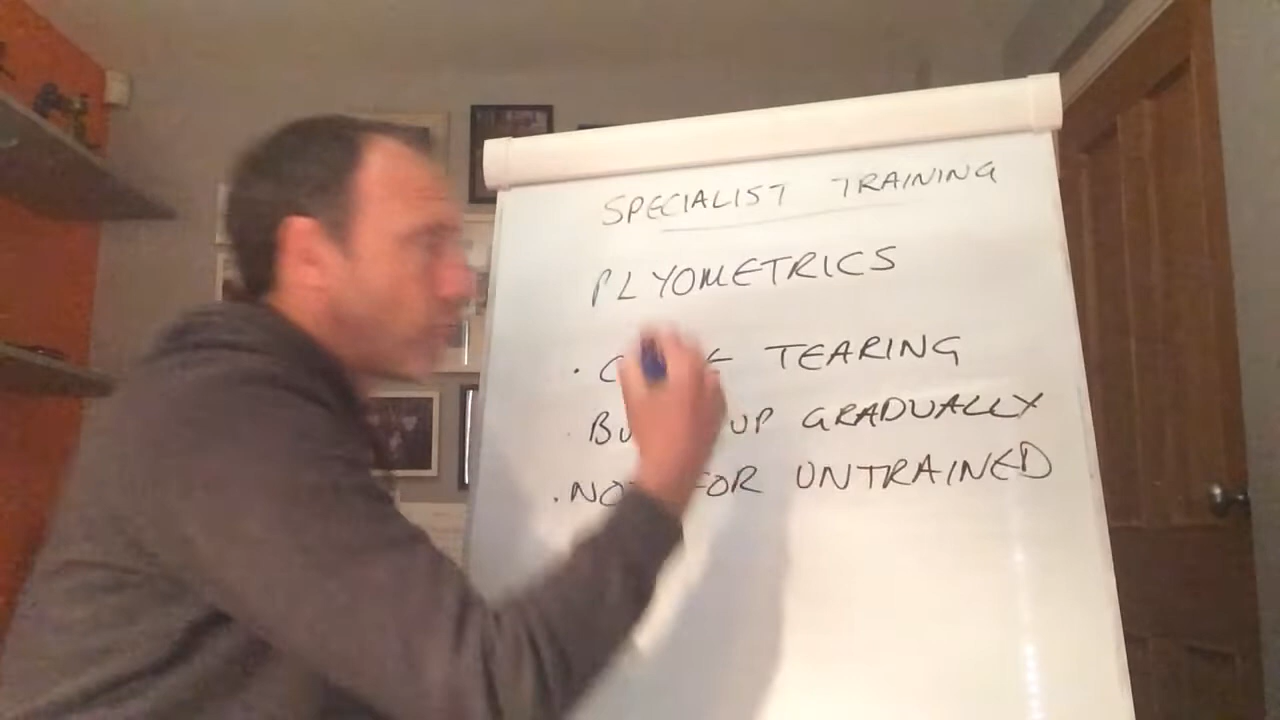 SPECIALIST TRAINING
PLYOMETRICS
TEARING
UP GRADUALLY
FOR UNTRAINED